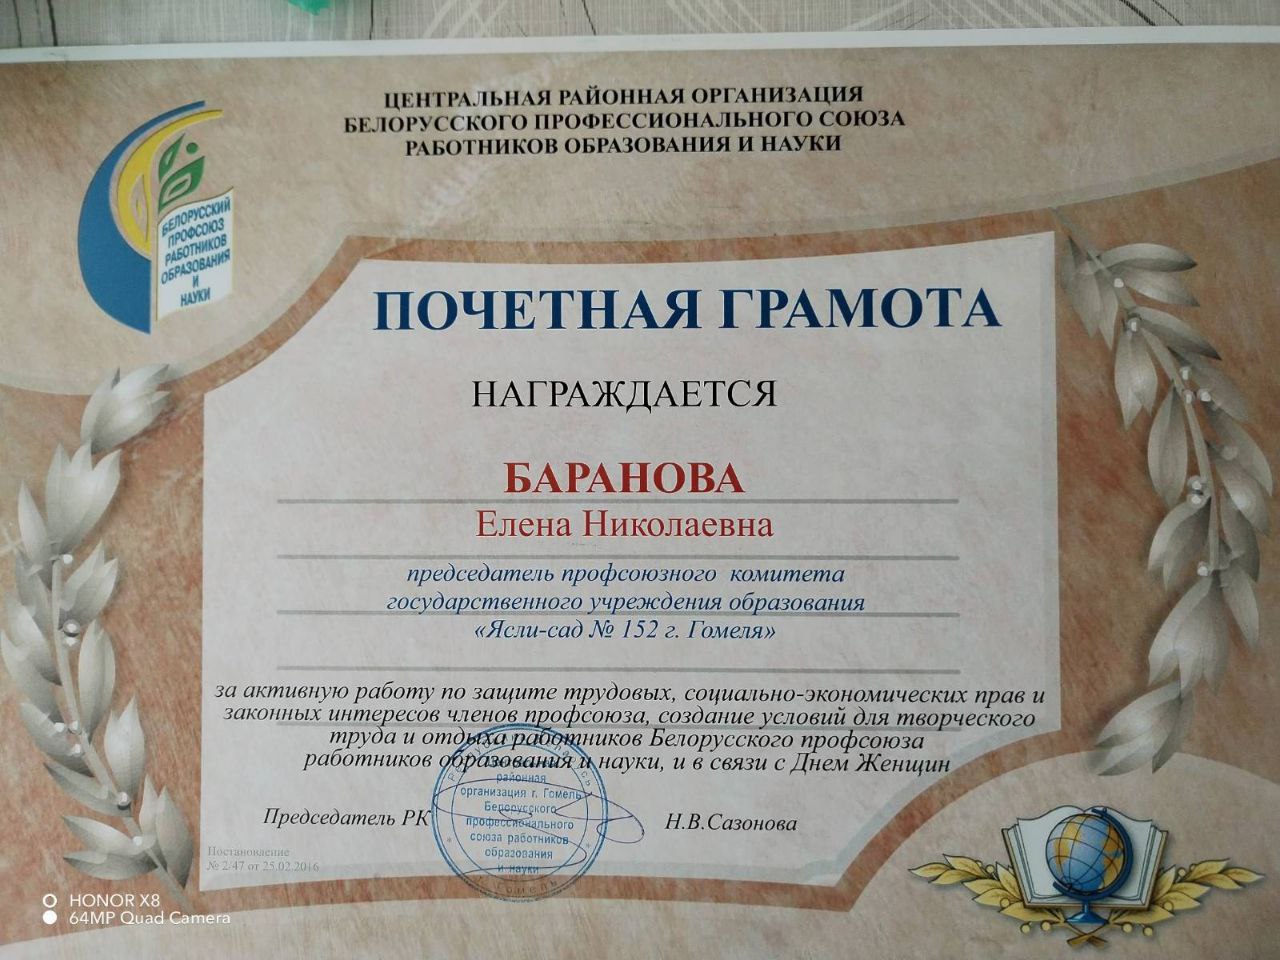 ЦЕНТРАЛЬНАЯ РАЙОННАЯ ОРГАНИЗАЦИЯ
БЕЛОРУССКОГО ПРОФЕССИОНАЛЬНОГО СОЮЗА
РАБОТНИКОВ ОБРАЗОВАНИЯ И НАУКИ
БЕЛОРУССКИЙ
ПРОФСОЮЗ
РАБОТНИКОВ
ОБРАЗОВАНИЯ
И
НАУКИ
ПОЧЕТНАЯ ГРАМОТА
НАГРАЖДАЕТСЯ
БАРАНОВА
Елена Николаевна
председатель профсоюзного комитета
государственного учреждения образования
«Ясли-сад № 152 г. Гомеля»
за активную работу по защите трудовых, социально-экономических прав и
законных интересов членов профсоюза, создание условий для творческого
труда и отдыха работников Белорусского профсоюза
работников образования и науки, и в связи с Днем Женщин
районная
организация г. Гомель
Белорусского
профессионального
союза работников
образования
и науки
г. Гомель
Председатель РК
Н.В.Сазонова
Постановление
№ 2/47 от 25.02.2016
HONOR X8
64MP Quad Camera